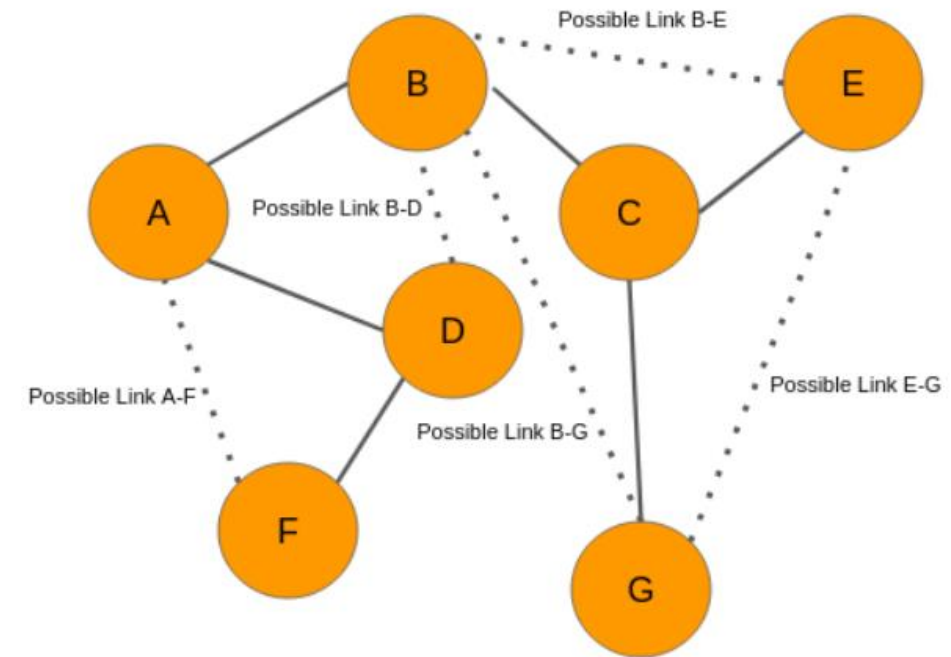 Possible Link B-E
B
E
A
Possible Link B-D
C
D
Possible Link A-F
Possible Link E-G
Possible Link B-G
F
G